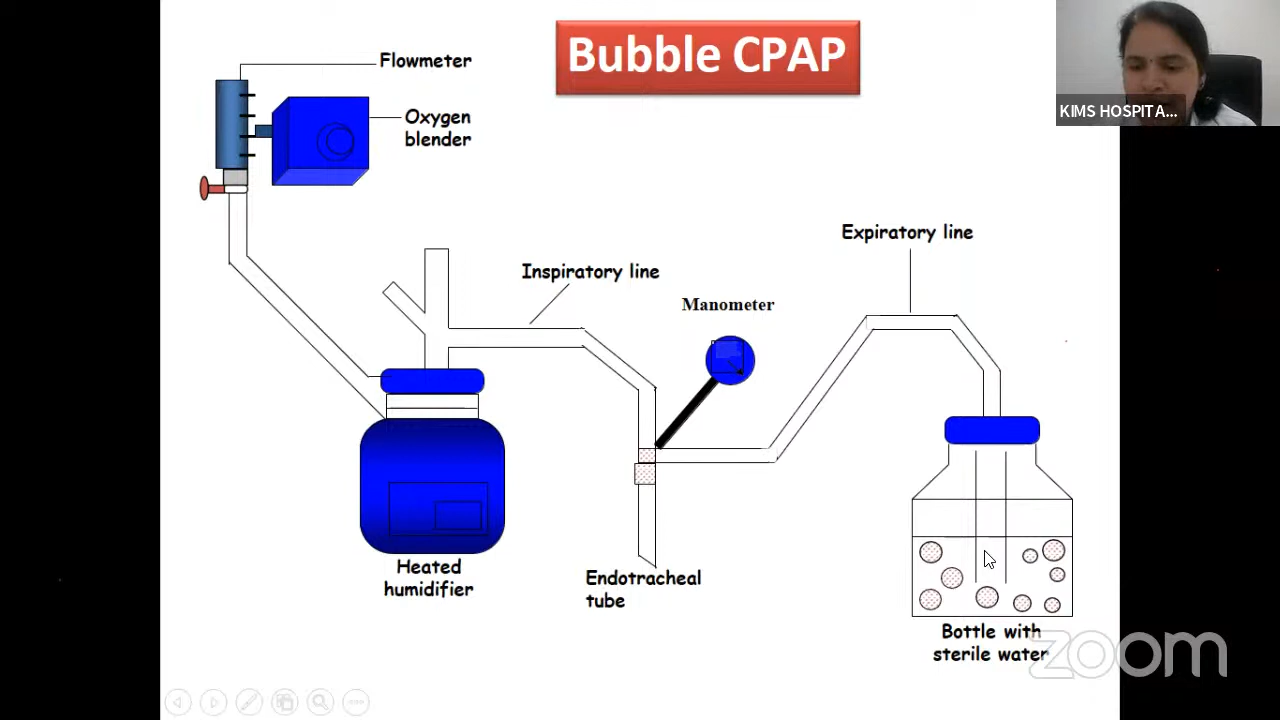 Bubble CPAP
KIMS HOSPITA...
Flowmeter
Oxygen
blender
Expiratory line
Inspiratory line
Manometer
Heated
humidifier
Endotracheal
tube
Bottle with
sterile water
zoom